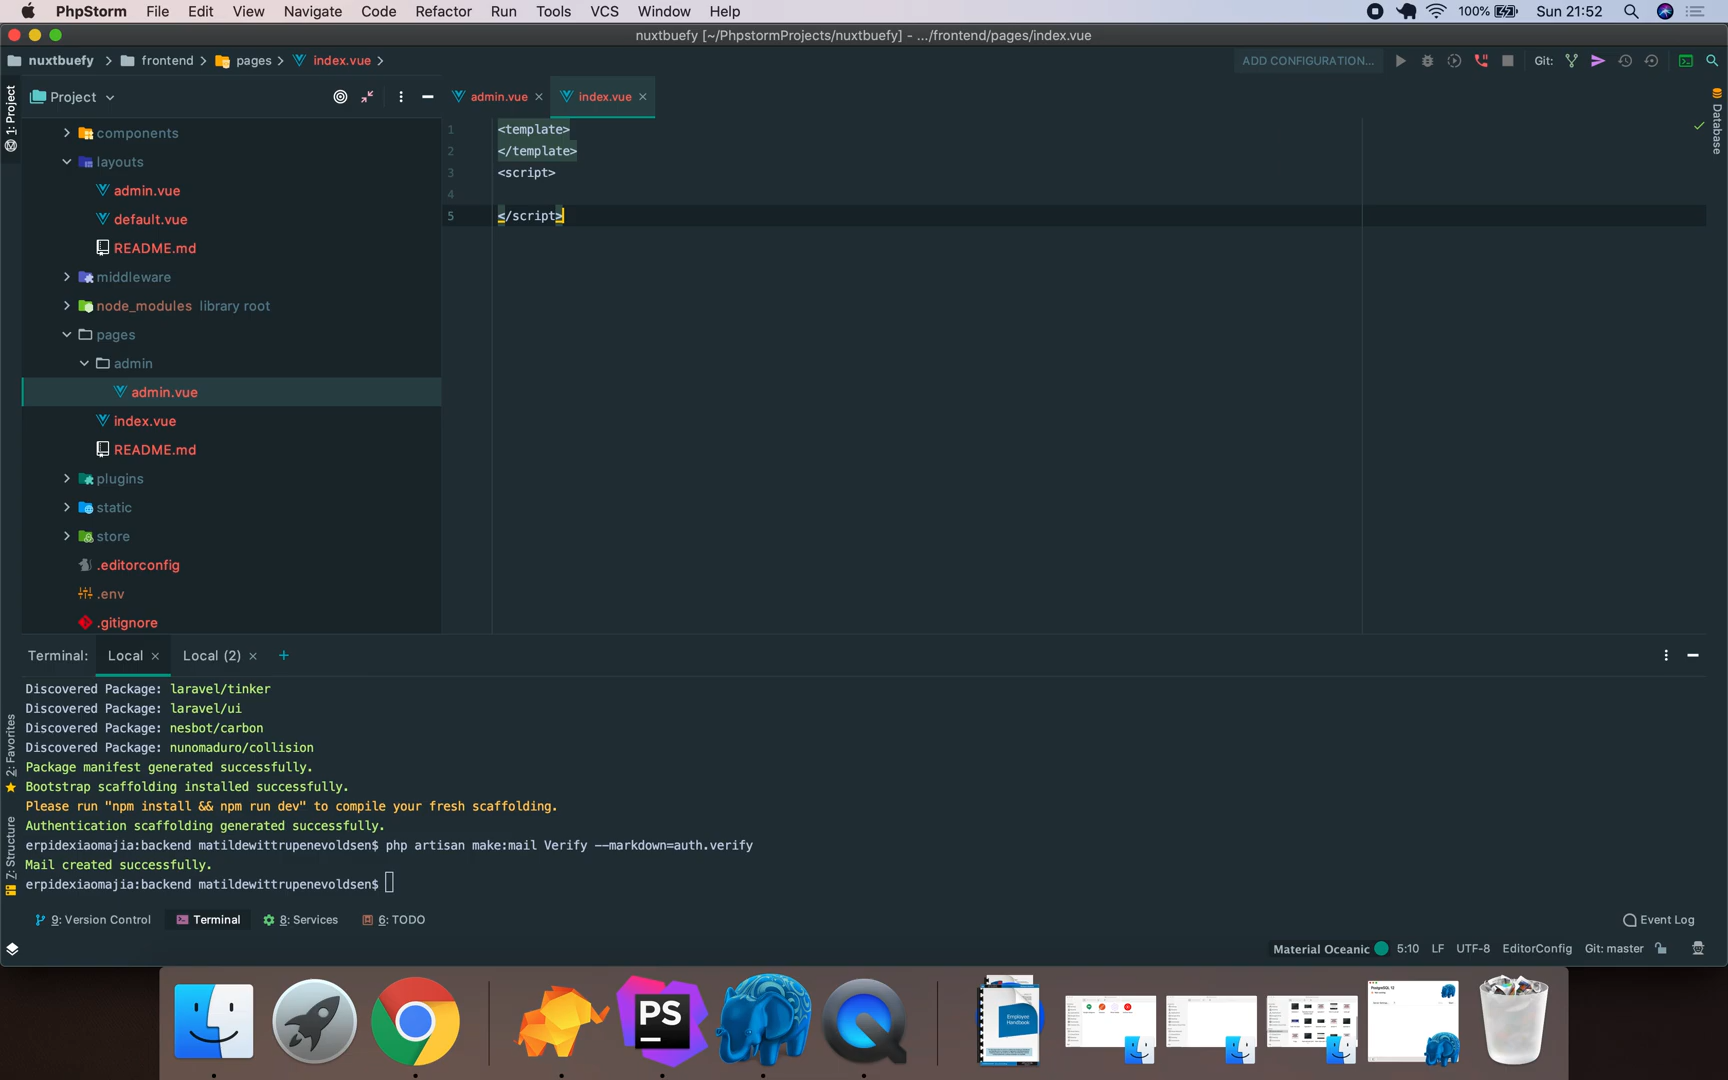 PhpStorm File Edit View Navigate Code Refactor Run Tools VCS Window Help 100% Sun 21:52
nuxtbuefy [~/PhpstormProjects/nuxtbuefy] - .../frontend/pages/index.vue
nuxtbuefy frontend pages index.vue ADD CONFIGURATION... Git:
1: Project
Project
admin.vue
index.vue
Database
components
layouts
admin.vue
default.vue
README.md
middleware
node_modules library root
pages
admin
admin.vue
index.vue
README.md
plugins
static
store
.editorconfig
.env
.gitignore
1 <template>
2 </template>
3 <script>
4
5 </script>
Terminal: Local Local (2) +
Discovered Package: laravel/tinker
Discovered Package: laravel/ui
Discovered Package: nesbot/carbon
Discovered Package: nunomaduro/collision
Package manifest generated successfully.
Bootstrap scaffolding installed successfully.
Please run "npm install && npm run dev" to compile your fresh scaffolding.
Authentication scaffolding generated successfully.
erpidexiaomajia:backend matildewittrupenevoldsen$ php artisan make:mail Verify --markdown=auth.verify
Mail created successfully.
erpidexiaomajia:backend matildewittrupenevoldsen$
2: Favorites
Z: Structure
9: Version Control Terminal 8: Services 6: TODO Event Log
Material Oceanic 5:10 LF UTF-8 EditorConfig Git: master
PS
Employee
Handbook
PostgreSQL 12